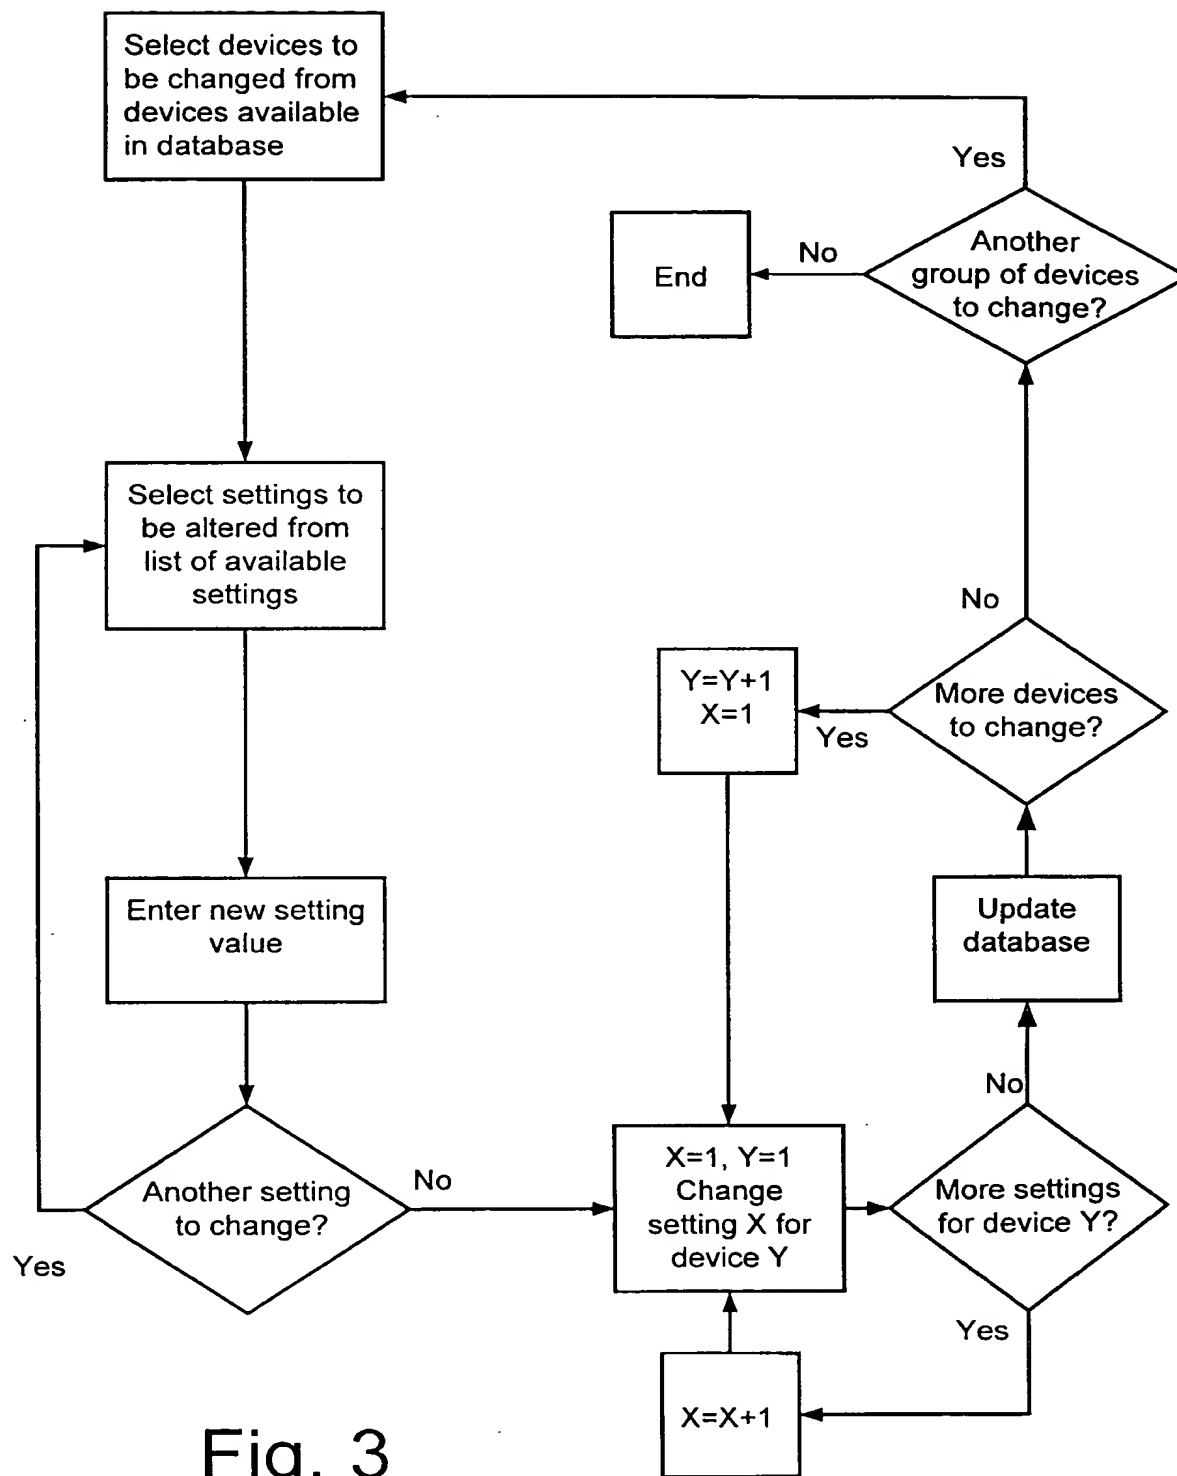 Select devices to
be changed from
devices available
in database
Yes
Another
group of devices
to change?
No
End
Select settings to
be altered from
list of available
settings
No
More devices
to change?
Yes
Y=Y+1
X=1
Enter new setting
value
Update
database
No
Another setting
to change?
No
Yes
X=1, Y=1
Change
setting X for
device Y
More settings
for device Y?
Yes
X=X+1
Fig. 3